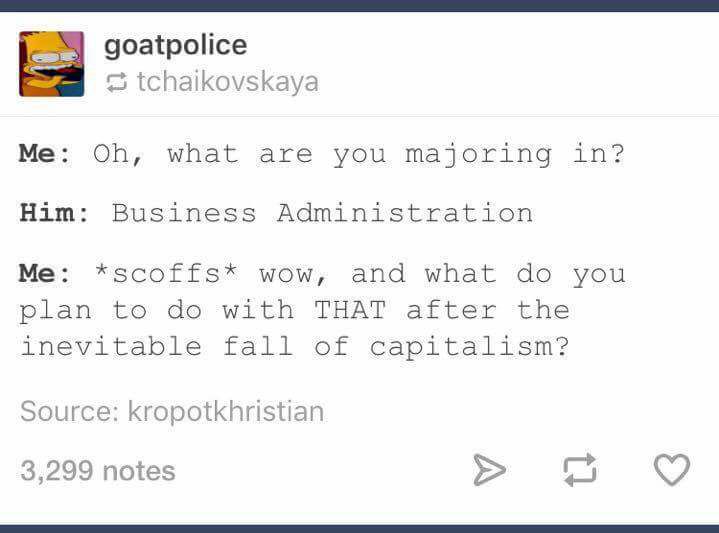 goatpolice
tchaikovskaya
Me: Oh, what are you majoring in?
Him: Business Administration
Me: *scoffs* wow, and what do you
plan to do with THAT after the
inevitable fall of capitalism?
Source: kropotkhristian
3,299 notes